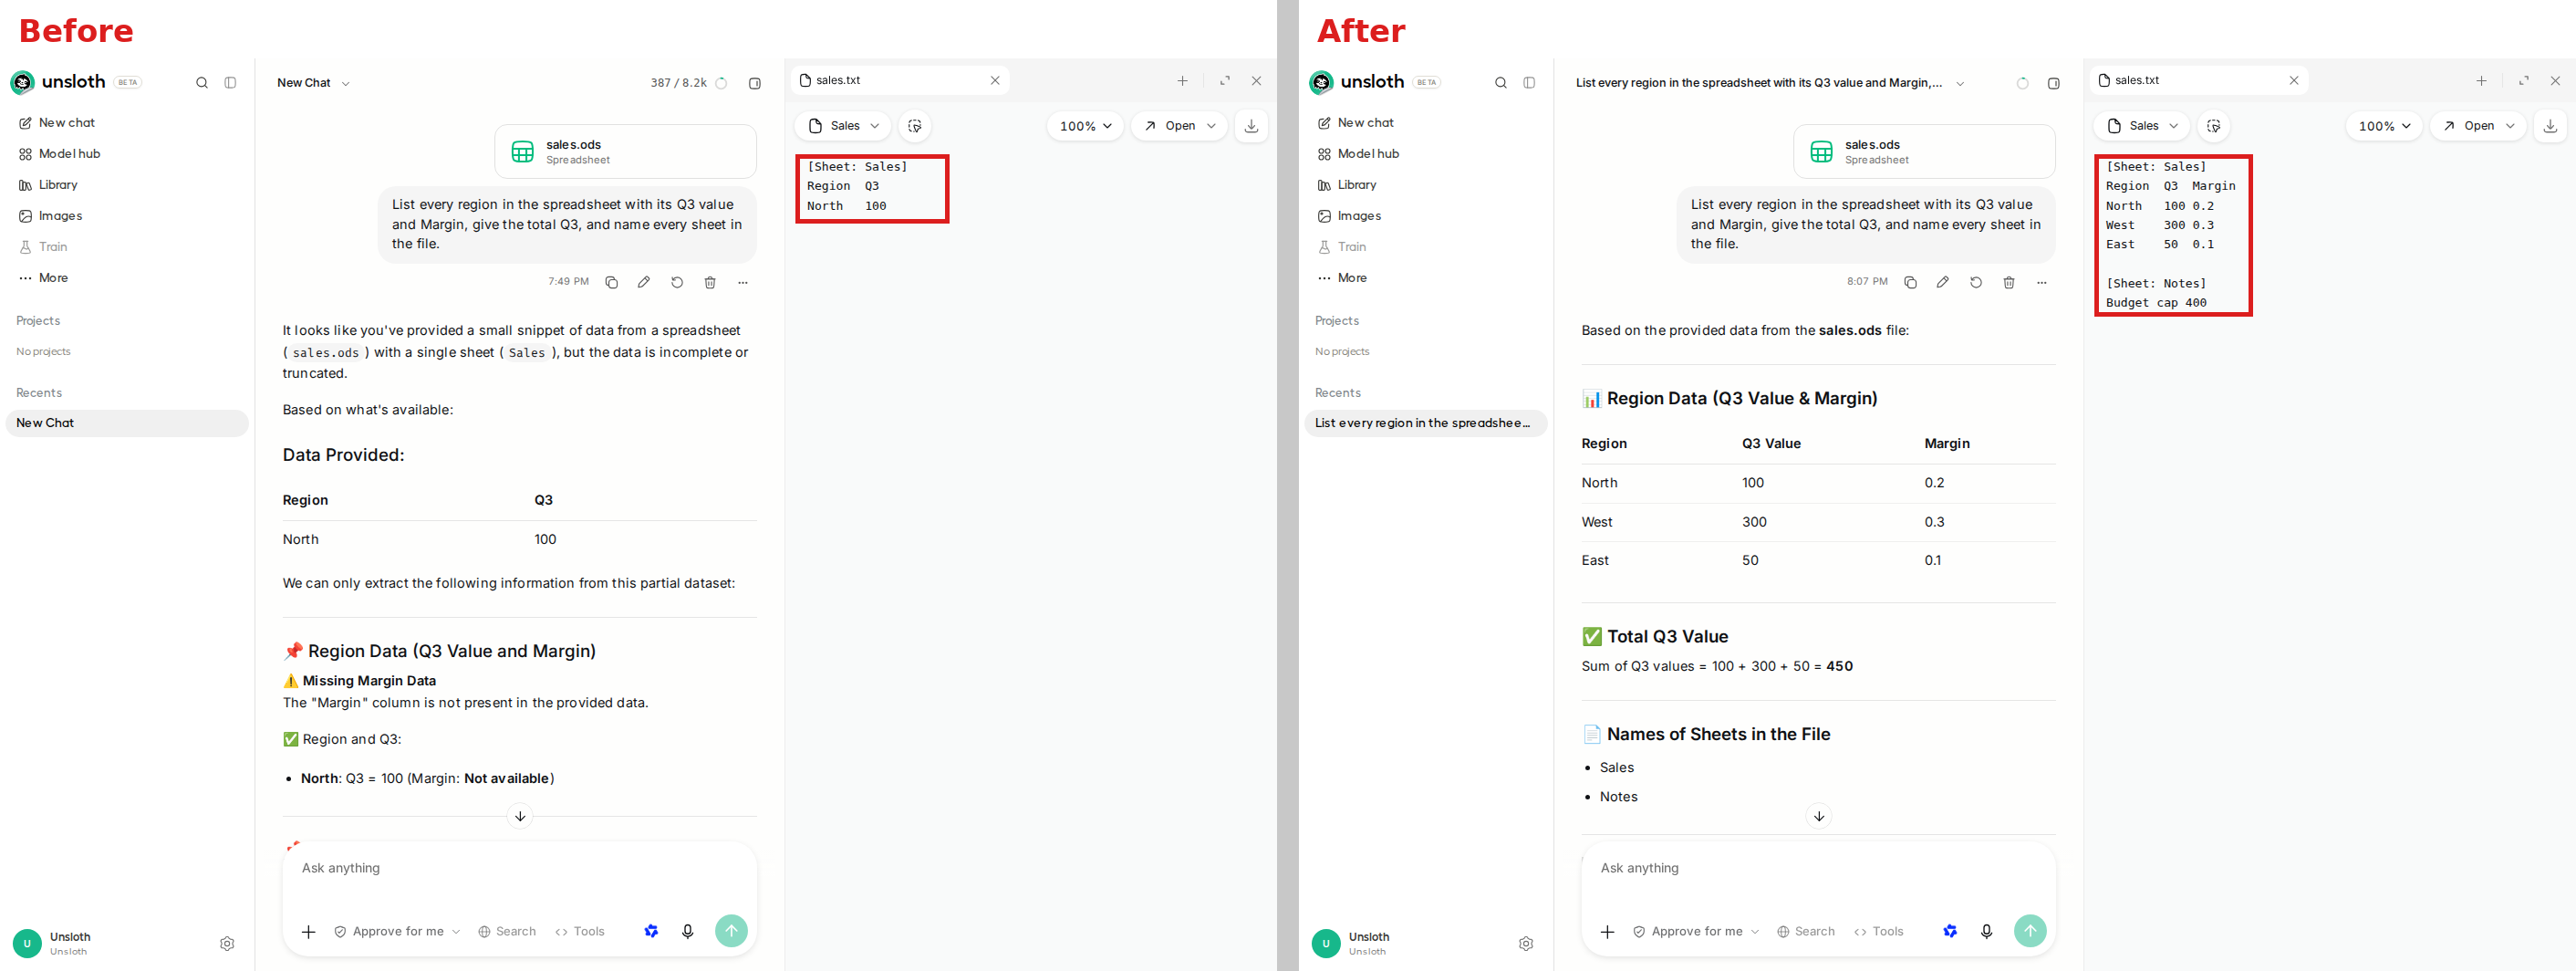 Before
unsloth BETA
New chat
Model hub
Library
Images
Train
More
Projects
No projects
Recents
New Chat
U
Unsloth
Unsloth
New Chat
387 / 8.2k
sales.ods
Spreadsheet
List every region in the spreadsheet with its Q3 value
and Margin, give the total Q3, and name every sheet in
the file.
7:49 PM
It looks like you've provided a small snippet of data from a spreadsheet
( sales.ods ) with a single sheet ( Sales ), but the data is incomplete or
truncated.
Based on what's available:
Data Provided:
Region Q3
North 100
We can only extract the following information from this partial dataset:
📌 Region Data (Q3 Value and Margin)
⚠️ Missing Margin Data
The "Margin" column is not present in the provided data.
✅ Region and Q3:
• North: Q3 = 100 (Margin: Not available)
Ask anything
Approve for me
Search
Tools
sales.txt
Sales
100%
Open
[Sheet: Sales]
Region Q3
North 100
After
unsloth BETA
New chat
Model hub
Library
Images
Train
More
Projects
No projects
Recents
List every region in the spreadshee...
U
Unsloth
Unsloth
List every region in the spreadsheet with its Q3 value and Margin,...
sales.ods
Spreadsheet
List every region in the spreadsheet with its Q3 value
and Margin, give the total Q3, and name every sheet in
the file.
8:07 PM
Based on the provided data from the sales.ods file:
📊 Region Data (Q3 Value & Margin)
Region Q3 Value Margin
North 100 0.2
West 300 0.3
East 50 0.1
✅ Total Q3 Value
Sum of Q3 values = 100 + 300 + 50 = 450
📄 Names of Sheets in the File
• Sales
• Notes
Ask anything
Approve for me
Search
Tools
sales.txt
Sales
100%
Open
[Sheet: Sales]
Region Q3 Margin
North 100 0.2
West 300 0.3
East 50 0.1
[Sheet: Notes]
Budget cap 400